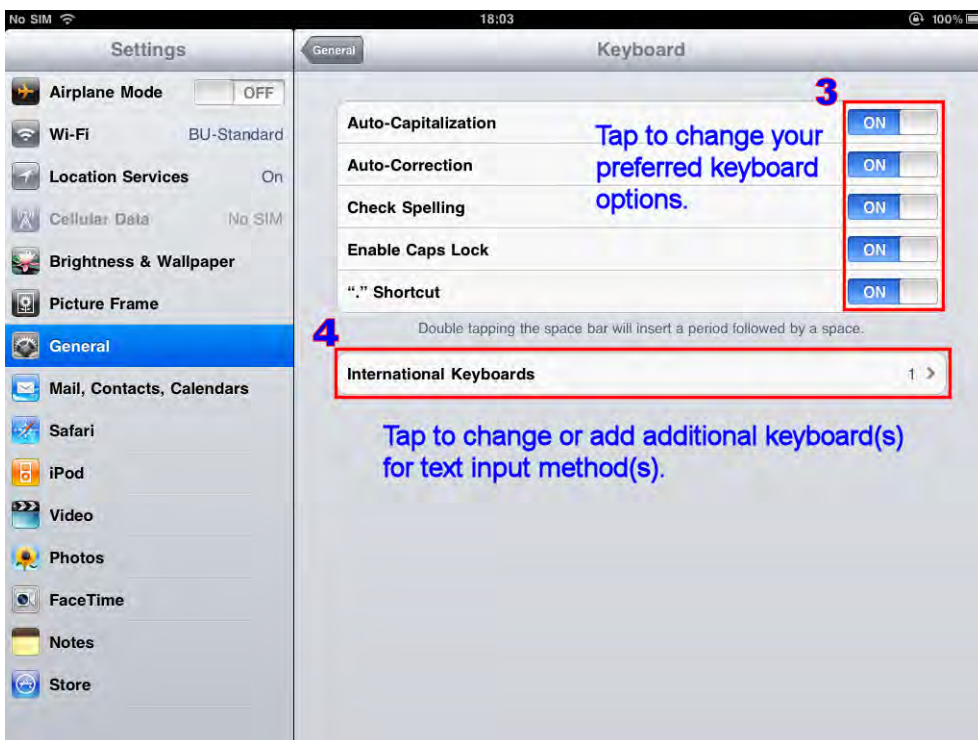 No SIM 18:03 100%
Settings General Keyboard
Airplane Mode OFF
Wi-Fi BU-Standard
Location Services On
Cellular Data No SIM
Brightness & Wallpaper
Picture Frame
General
Mail, Contacts, Calendars
Safari
iPod
Video
Photos
FaceTime
Notes
Store
3
Auto-Capitalization ON
Auto-Correction ON
Check Spelling ON
Enable Caps Lock ON
“.” Shortcut ON
Tap to change your
preferred keyboard
options.
Double tapping the space bar will insert a period followed by a space.
4
International Keyboards 1
Tap to change or add additional keyboard(s)
for text input method(s).